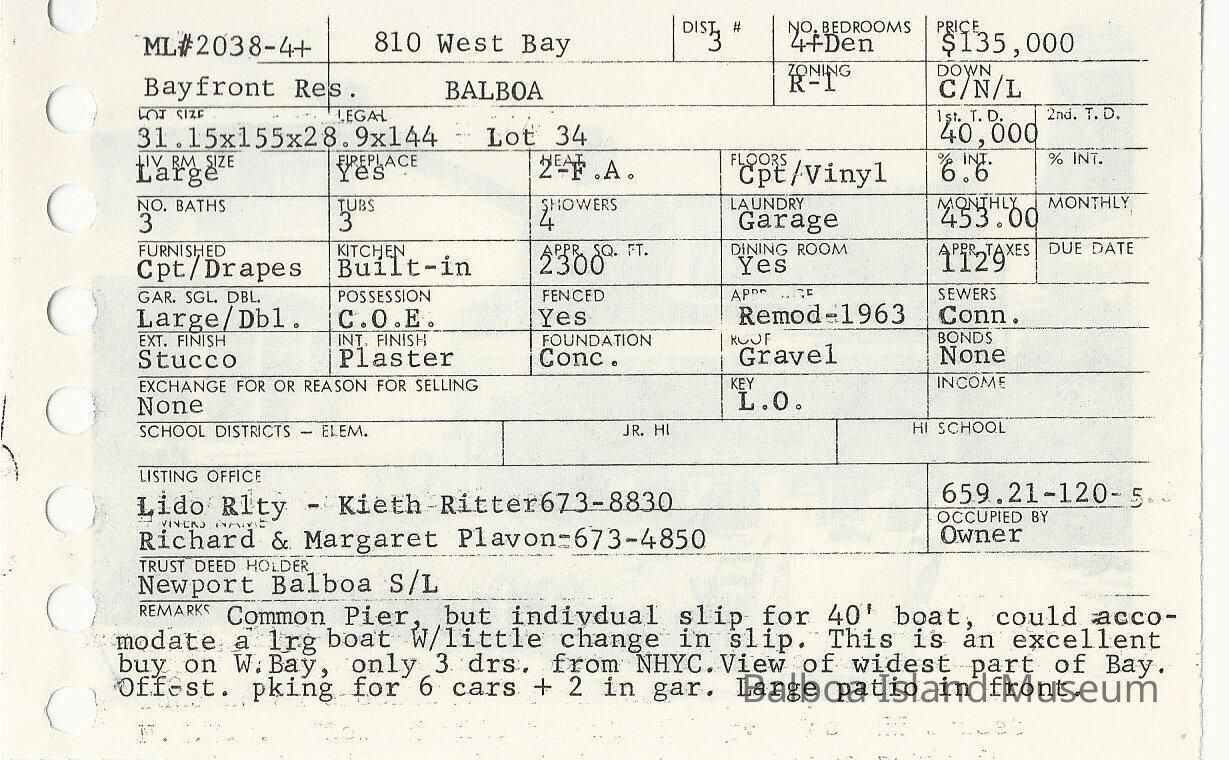 ML#2038-4+ 810 West Bay DIST # 3 NO. BEDROOMS 4+Den PRICE $135,000
Bayfront Res. BALBOA ZONING R-1 DOWN C/N/L
LOT SIZE LEGAL 1st. T. D. 2nd. T. D.
31.15x155x28.9x144 Lot 34 40,000
LIV. RM. SIZE FIREPLACE HEAT FLOORS % INT. % INT.
Large Yes 2-F.A. Cpt/Vinyl 6.6
NO. BATHS TUBS SHOWERS LAUNDRY MONTHLY MONTHLY
3 3 4 Garage 453.00
FURNISHED KITCHEN APPR. SQ. FT. DINING ROOM APPR. TAXES DUE DATE
Cpt/Drapes Built-in 2300 Yes 1129
GAR. SGL. DBL. POSSESSION FENCED SEWERS
Large/Dbl. C.O.E. Yes Remod-1963 Conn.
EXT. FINISH INT. FINISH FOUNDATION ROOF BONDS
Stucco Plaster Conc. Gravel None
EXCHANGE FOR OR REASON FOR SELLING KEY INCOME
None L.O.
SCHOOL DISTRICTS — ELEM. JR. HI HI SCHOOL
LISTING OFFICE
Lido Rlty - Kieth Ritter673-8830 659.21-120-5
OCCUPIED BY
Richard & Margaret Plavon-673-4850 Owner
TRUST DEED HOLDER
Newport Balboa S/L
REMARKS Common Pier, but indivdual slip for 40' boat, could acco-
modate a lrg boat W/little change in slip. This is an excellent
buy on W.Bay, only 3 drs. from NHYC.View of widest part of Bay.
Off-st. pking for 6 cars + 2 in gar. Large patio in front.
Balboa Island Museum